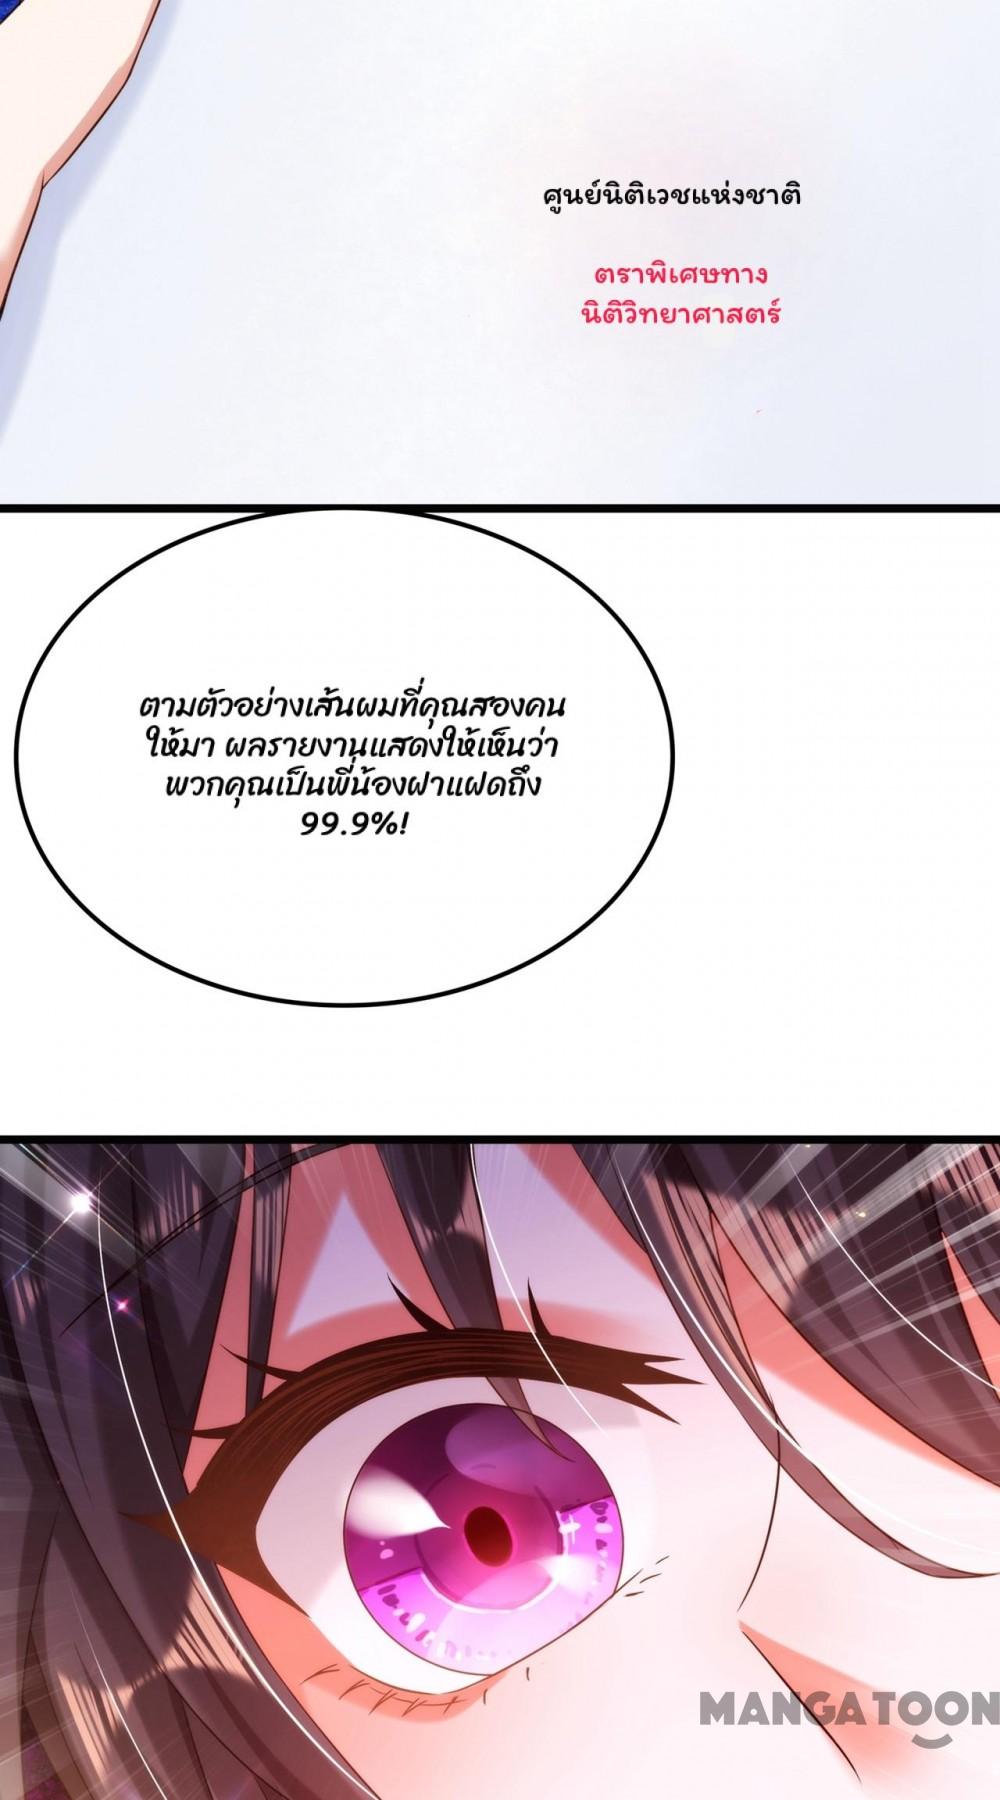 ศูนย์นิติเวชแห่งชาติ
ตราพิเศษทาง
นิติวิทยาศาสตร์
ตามตัวอย่างเส้นผมที่คุณสองคน
ให้มา ผลรายงานแสดงให้เห็นว่า
พวกคุณเป็นพี่น้องฝาแฝดถึง
99.9%!
MANGATOON